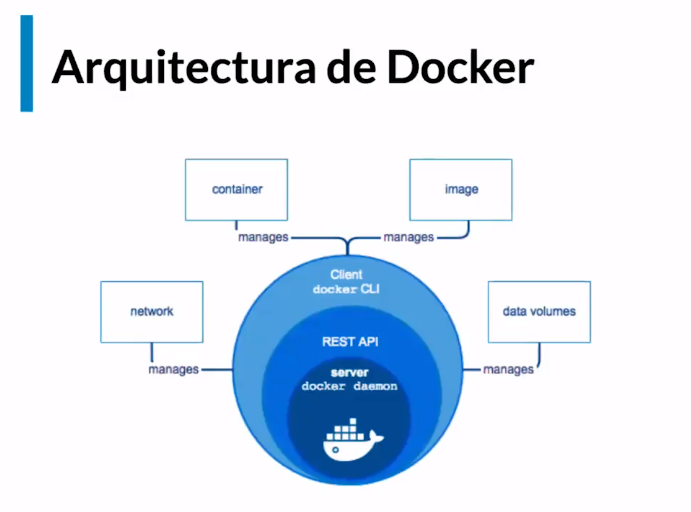 Arquitectura de Docker
container
image
manages
manages
Client
docker CLI
network
data volumes
REST API
manages
server
manages
docker daemon